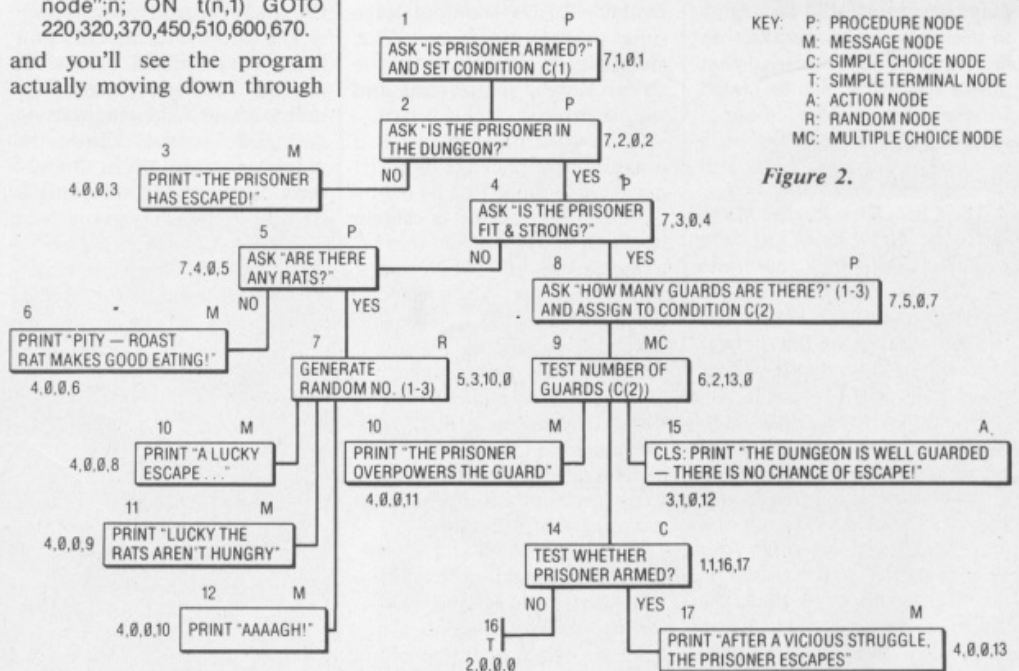 node";n; ON t(n,1) GOTO
220,320,370,450,510,600,670.
and you'll see the program
actually moving down through
KEY: P: PROCEDURE NODE
M: MESSAGE NODE
C: SIMPLE CHOICE NODE
T: SIMPLE TERMINAL NODE
A: ACTION NODE
R: RANDOM NODE
MC: MULTIPLE CHOICE NODE
Figure 2.
1 P
ASK "IS PRISONER ARMED?"
AND SET CONDITION C(1)
7,1,0,1
2 P
ASK "IS THE PRISONER IN
THE DUNGEON?"
7,2,0,2
NO YES
3 M
PRINT "THE PRISONER
HAS ESCAPED!"
4,0,0,3
4 P
ASK "IS THE PRISONER
FIT & STRONG?"
7,3,0,4
NO YES
5 P
ASK "ARE THERE
ANY RATS?"
7,4,0,5
NO YES
8 P
ASK "HOW MANY GUARDS ARE THERE?" (1-3)
AND ASSIGN TO CONDITION C(2)
7,5,0,7
6 M
PRINT "PITY — ROAST
RAT MAKES GOOD EATING!"
4,0,0,6
7 R
GENERATE
RANDOM NO. (1-3)
5,3,10,0
9 MC
TEST NUMBER OF
GUARDS (C(2))
6,2,13,0
10 M
PRINT "A LUCKY
ESCAPE . . ."
4,0,0,8
10 M
PRINT "THE PRISONER
OVERPOWERS THE GUARD"
4,0,0,11
15 A
CLS: PRINT "THE DUNGEON IS WELL GUARDED
— THERE IS NO CHANCE OF ESCAPE!"
3,1,0,12
11 M
PRINT "LUCKY THE
RATS AREN'T HUNGRY"
4,0,0,9
14 C
TEST WHETHER
PRISONER ARMED?
1,1,16,17
NO YES
12 M
PRINT "AAAAGH!"
4,0,0,10
16
T
2,0,0,0
17 M
PRINT "AFTER A VICIOUS STRUGGLE,
THE PRISONER ESCAPES"
4,0,0,13